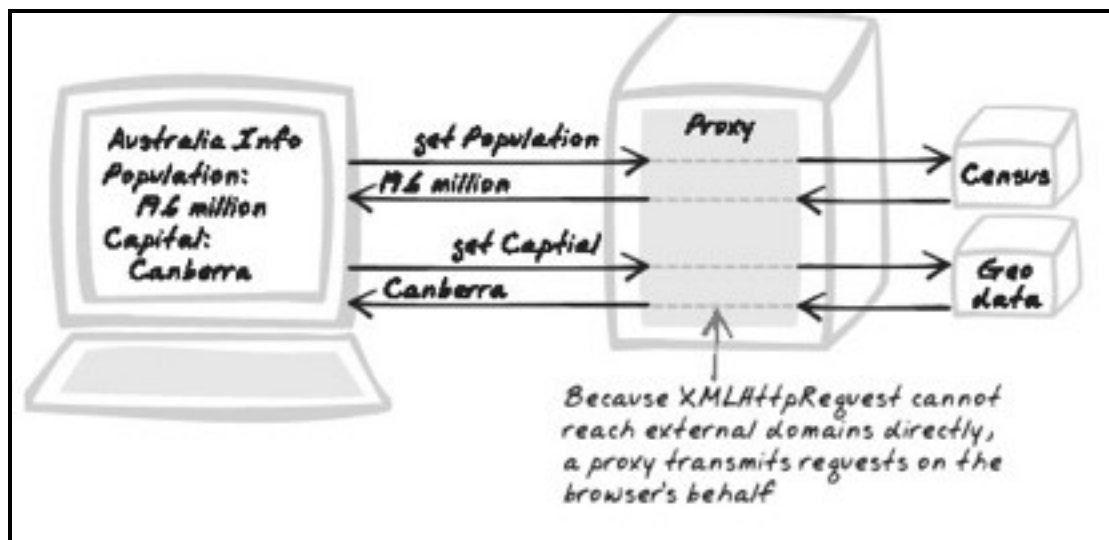 Australia Info
Population:
19.6 million
Capital:
Canberra
get Population
19.6 million
get Captial
Canberra
Proxy
Census
Geo
data
Because XMLHttpRequest cannot
reach external domains directly,
a proxy transmits requests on the
browser's behalf